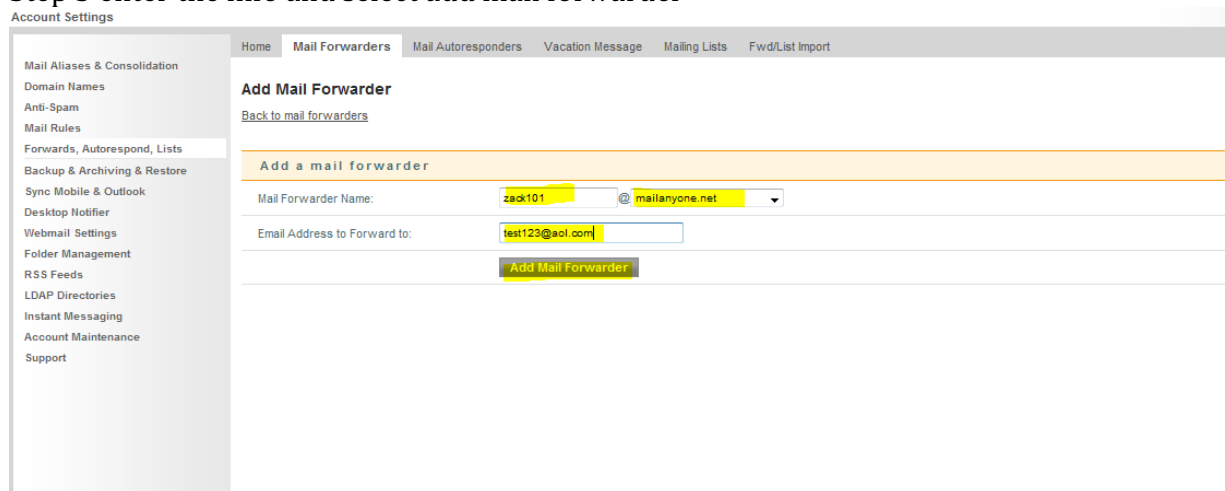 Account Settings
Home Mail Forwarders Mail Autoresponders Vacation Message Mailing Lists Fwd/List Import
Mail Aliases & Consolidation
Domain Names
Anti-Spam
Mail Rules
Forwards, Autorespond, Lists
Backup & Archiving & Restore
Sync Mobile & Outlook
Desktop Notifier
Webmail Settings
Folder Management
RSS Feeds
LDAP Directories
Instant Messaging
Account Maintenance
Support
Add Mail Forwarder
Back to mail forwarders
Add a mail forwarder
Mail Forwarder Name: zack101 @ mailanyone.net
Email Address to Forward to: test123@aol.com
Add Mail Forwarder